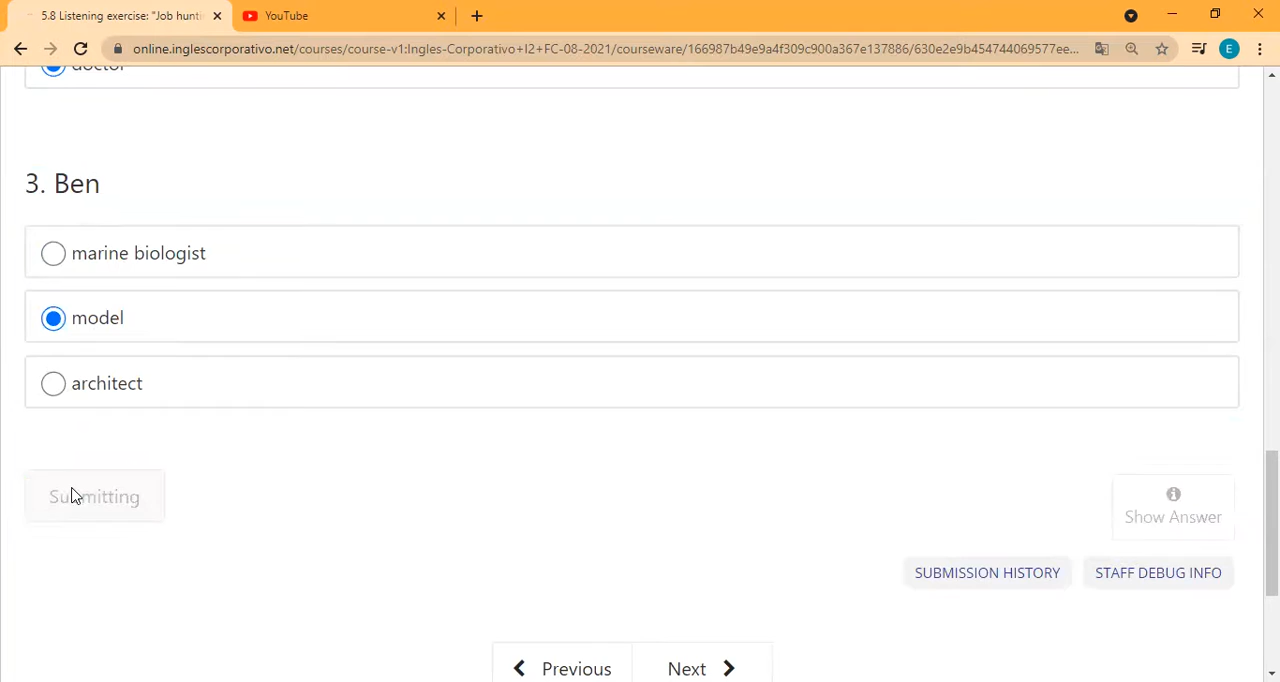 5.8 Listening exercise: "Job hunti
YouTube
online.inglescorporativo.net/courses/course-v1:Ingles-Corporativo+I2+FC-08-2021/courseware/166987b49e9a4f309c900a367e137886/630e2e9b454744069577ee...
E
doctor
3. Ben
marine biologist
model
architect
Submitting
Show Answer
SUBMISSION HISTORY
STAFF DEBUG INFO
Previous
Next